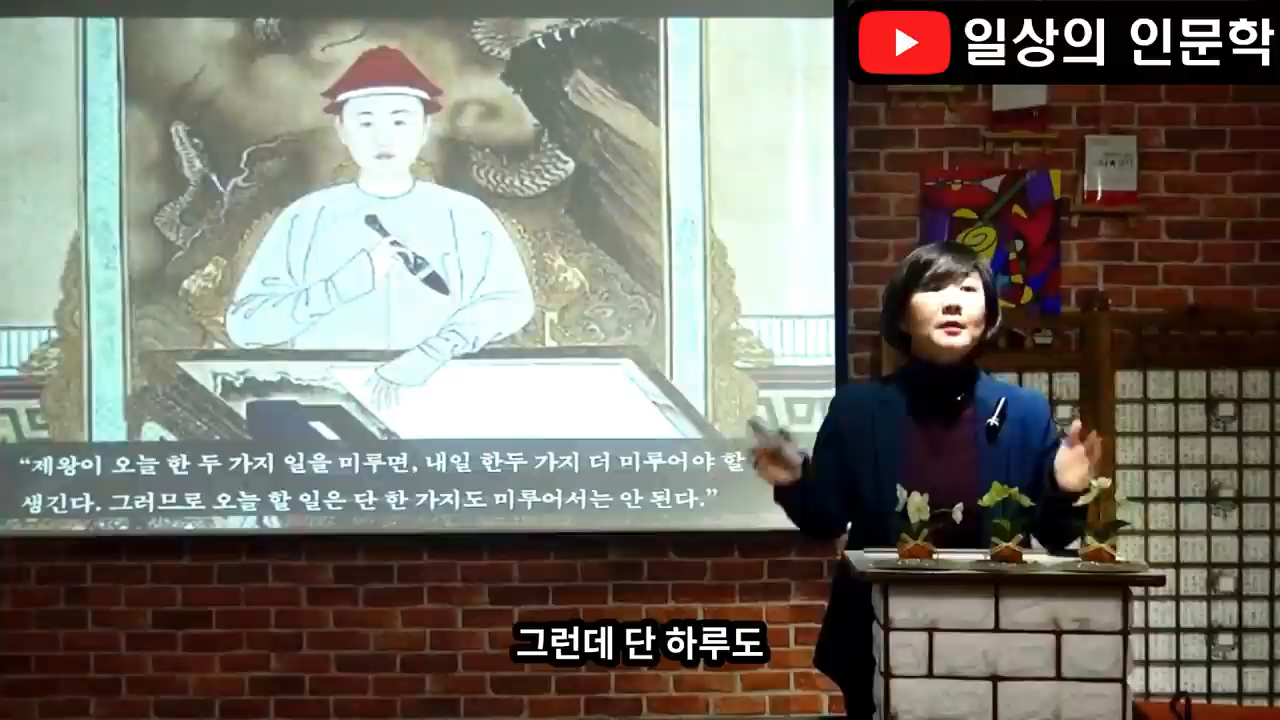 일상의 인문학
“제왕이 오늘 한 두 가지 일을 미루면, 내일 한두 가지 더 미루어야 할
생긴다. 그러므로 오늘 할 일은 단 한 가지도 미루어서는 안 된다.”
그런데 단 하루도